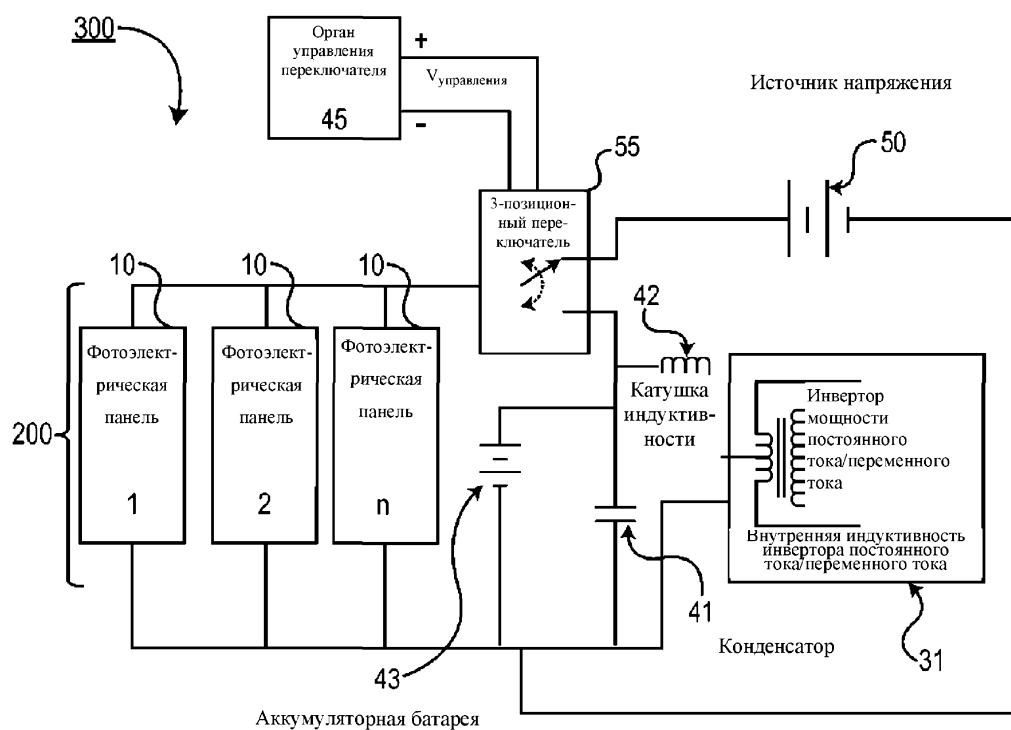 300
Орган
управления
переключателя
45
+
Vуправления
-
Источник напряжения
55
50
3-позицион-
ный пере-
ключатель
10
10
10
42
200
Фотоэлект-
рическая
панель
1
Фотоэлект-
рическая
панель
2
Фотоэлект-
рическая
панель
n
Катушка
индуктив-
ности
Инвертор
мощности
постоянного
тока/переменного
тока
Внутренняя индуктивность
инвертора постоянного
тока/переменного тока
43
41
31
Конденсатор
Аккумуляторная батарея